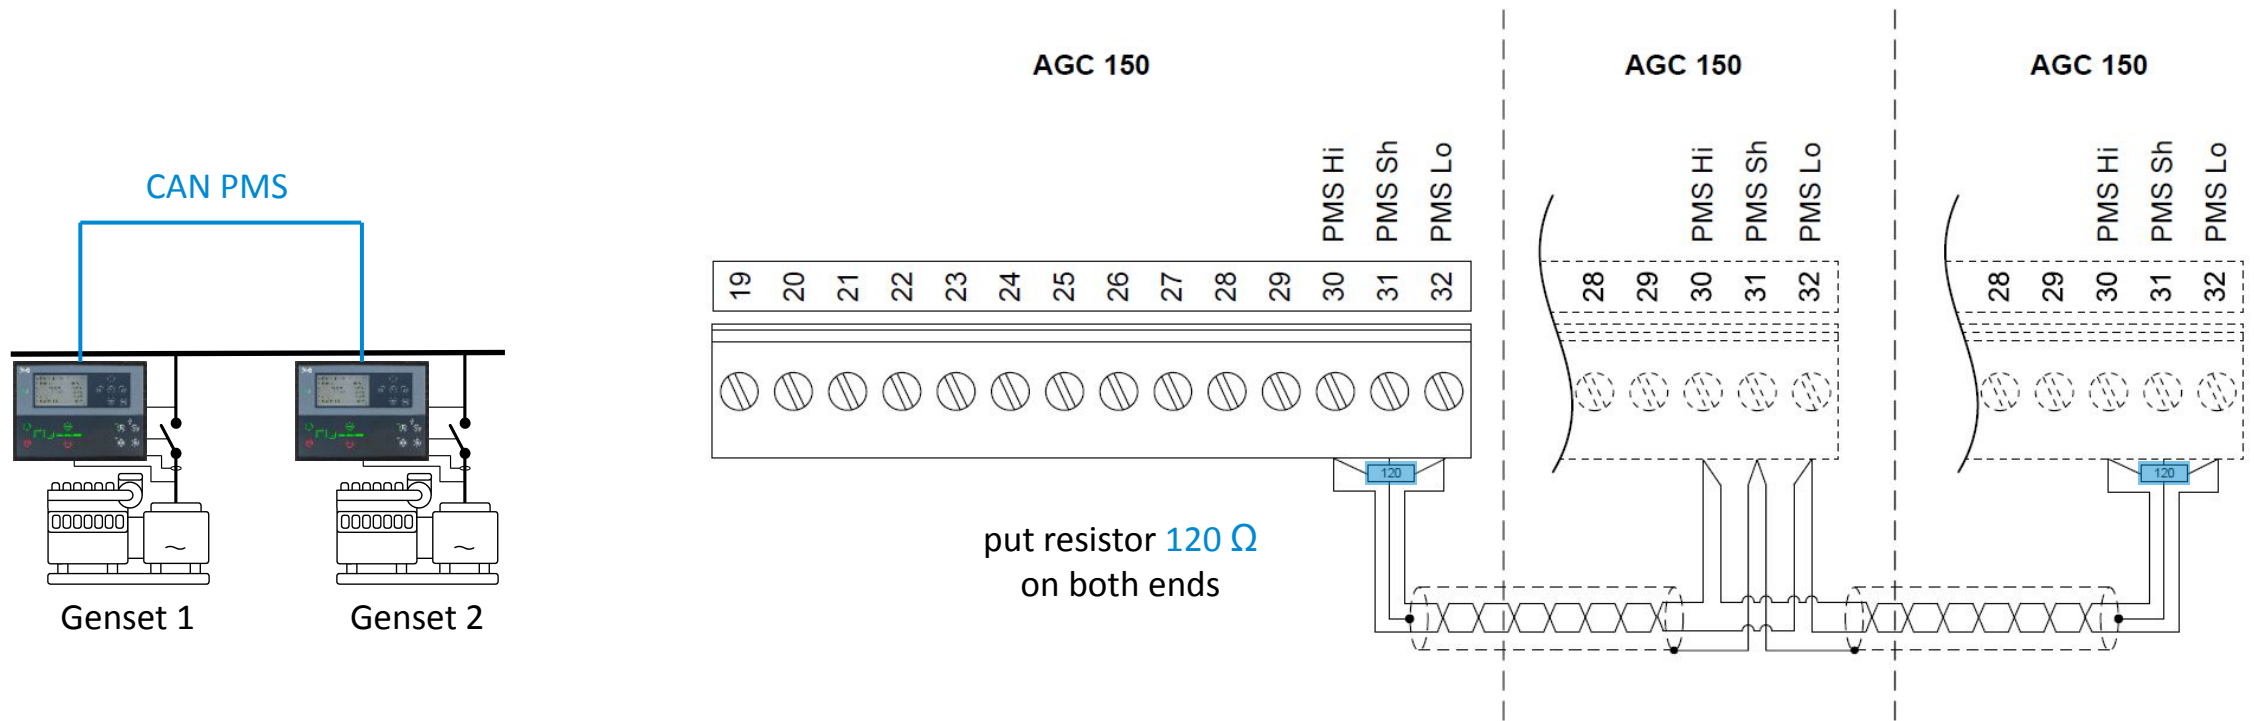 CAN PMS
Genset 1
Genset 2
AGC 150
AGC 150
AGC 150
PMS Hi
PMS Sh
PMS Lo
PMS Hi
PMS Sh
PMS Lo
PMS Hi
PMS Sh
PMS Lo
19 20 21 22 23 24 25 26 27 28 29 30 31 32
28 29 30 31 32
28 29 30 31 32
120
120
put resistor 120 Ω
on both ends